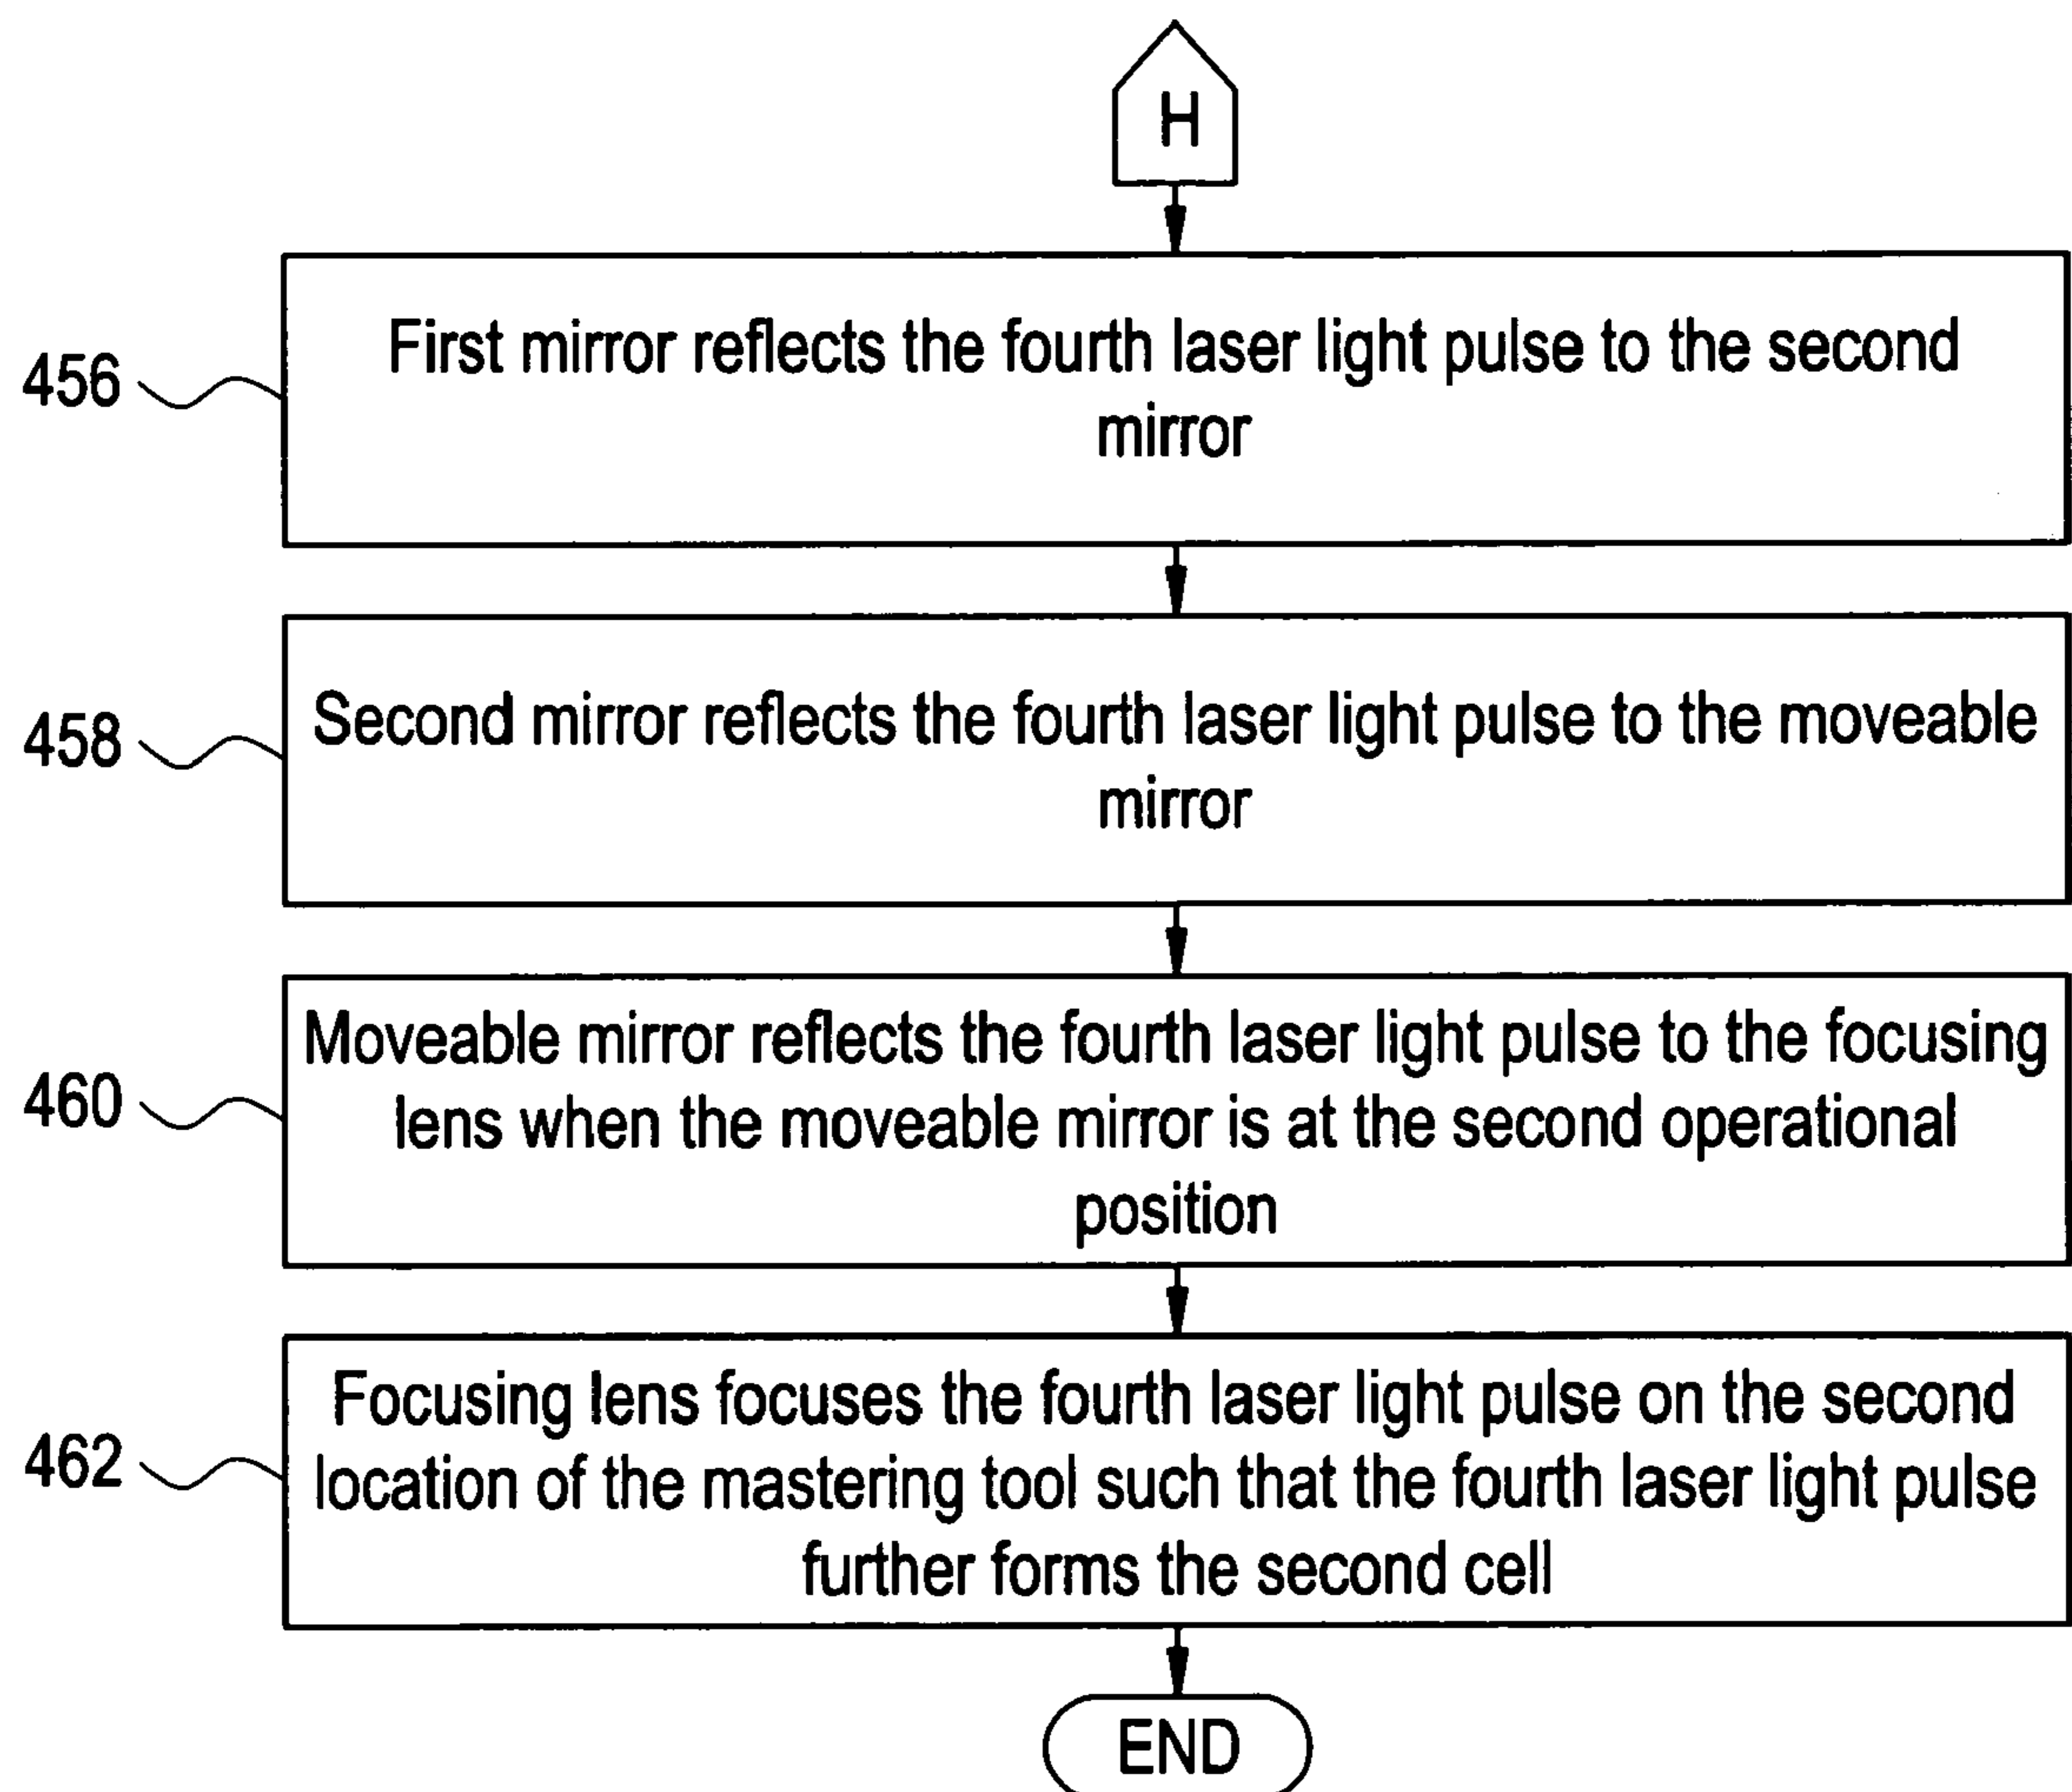 H
456
First mirror reflects the fourth laser light pulse to the second
mirror
458
Second mirror reflects the fourth laser light pulse to the moveable
mirror
460
Moveable mirror reflects the fourth laser light pulse to the focusing
lens when the moveable mirror is at the second operational
position
462
Focusing lens focuses the fourth laser light pulse on the second
location of the mastering tool such that the fourth laser light pulse
further forms the second cell
END